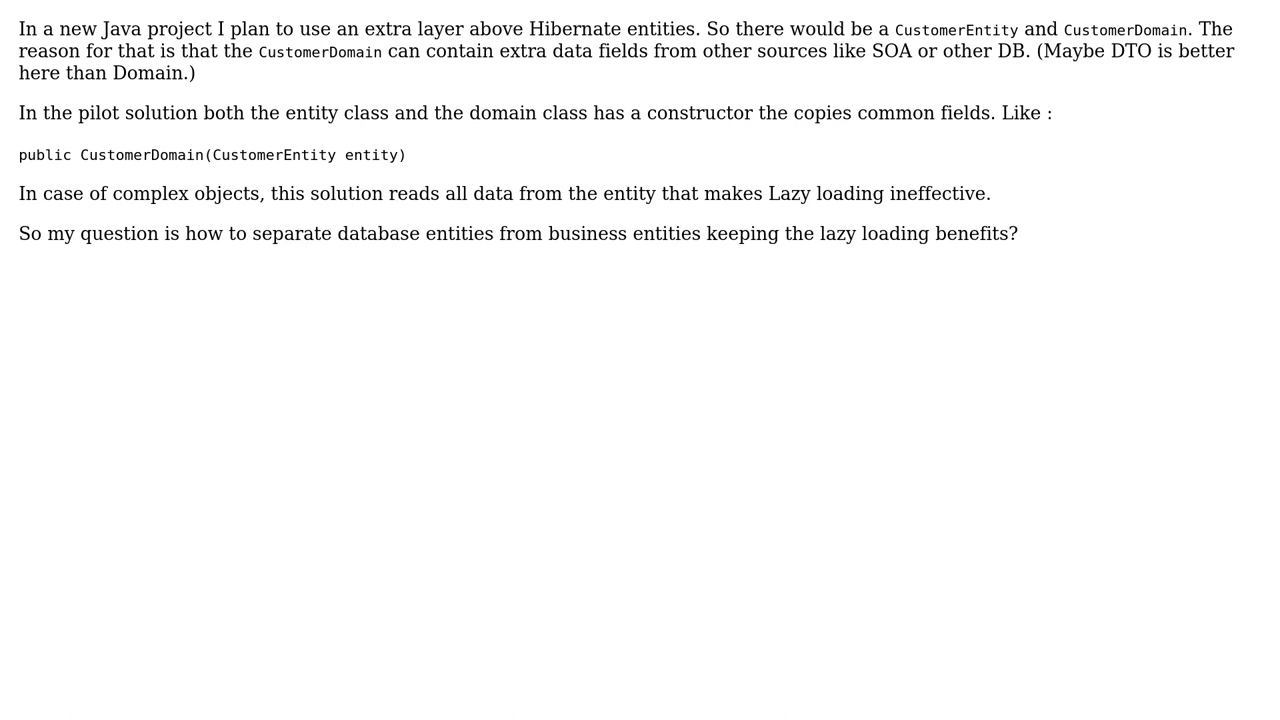 In a new Java project I plan to use an extra layer above Hibernate entities. So there would be a CustomerEntity and CustomerDomain. The
reason for that is that the CustomerDomain can contain extra data fields from other sources like SOA or other DB. (Maybe DTO is better
here than Domain.)
In the pilot solution both the entity class and the domain class has a constructor the copies common fields. Like :
public CustomerDomain(CustomerEntity entity)
In case of complex objects, this solution reads all data from the entity that makes Lazy loading ineffective.
So my question is how to separate database entities from business entities keeping the lazy loading benefits?